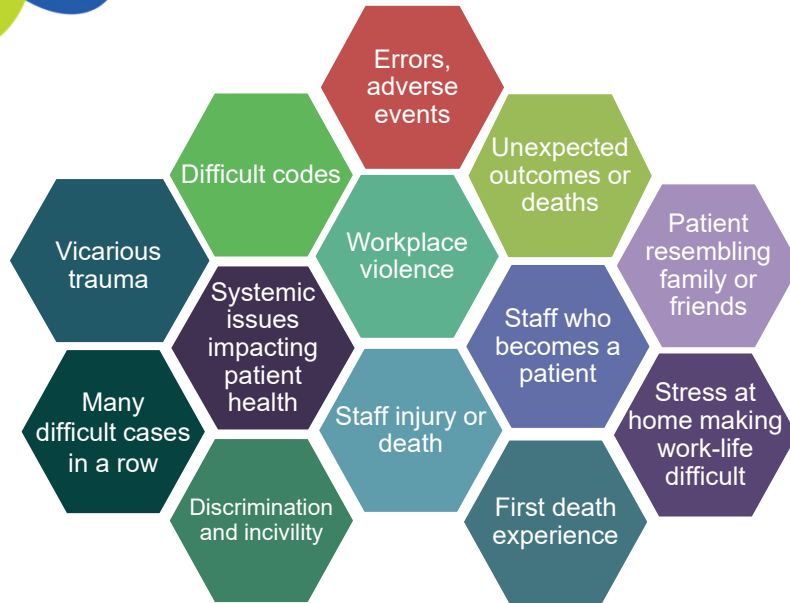 Errors,
adverse
events
Difficult codes
Unexpected
outcomes or
deaths
Vicarious
trauma
Workplace
violence
Patient
resembling
family or
friends
Systemic
issues
impacting
patient
health
Staff who
becomes a
patient
Many
difficult cases
in a row
Staff injury or
death
Stress at
home making
work-life
difficult
Discrimination
and incivility
First death
experience